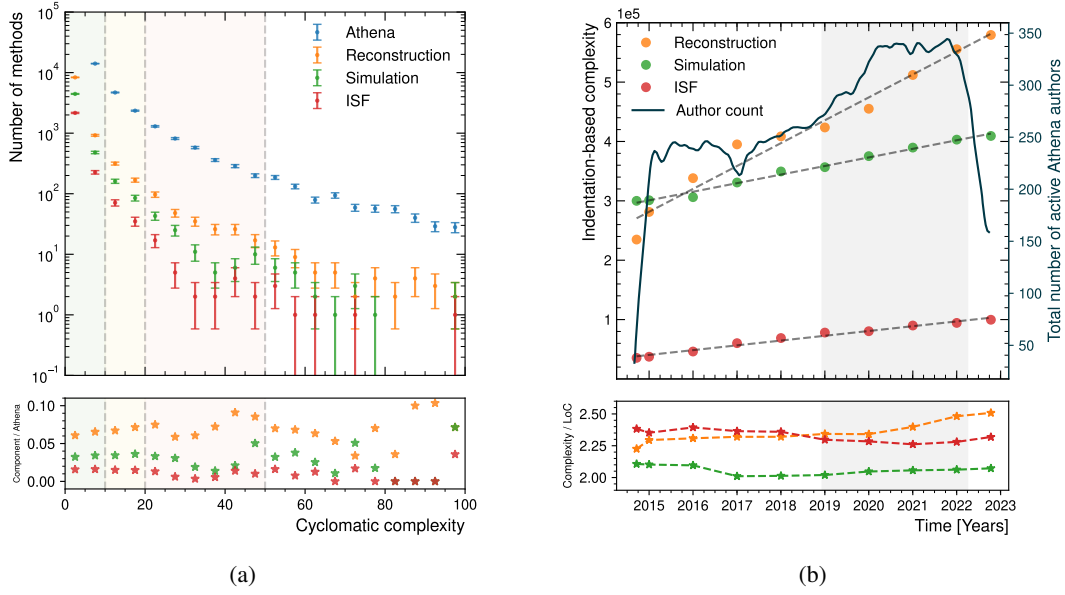 10^5
10^4
10^3
10^2
10^1
10^0
10^−1
Number of methods
Athena
Reconstruction
Simulation
ISF
0.10
0.05
0.00
Component / Athena
0 20 40 60 80 100
Cyclomatic complexity
(a)
1e5
6
5
4
3
2
1
Indentation-based complexity
Reconstruction
Simulation
ISF
Author count
350
300
250
200
150
100
50
Total number of active Athena authors
2.50
2.25
2.00
Complexity / LoC
2015 2016 2017 2018 2019 2020 2021 2022 2023
Time [Years]
(b)